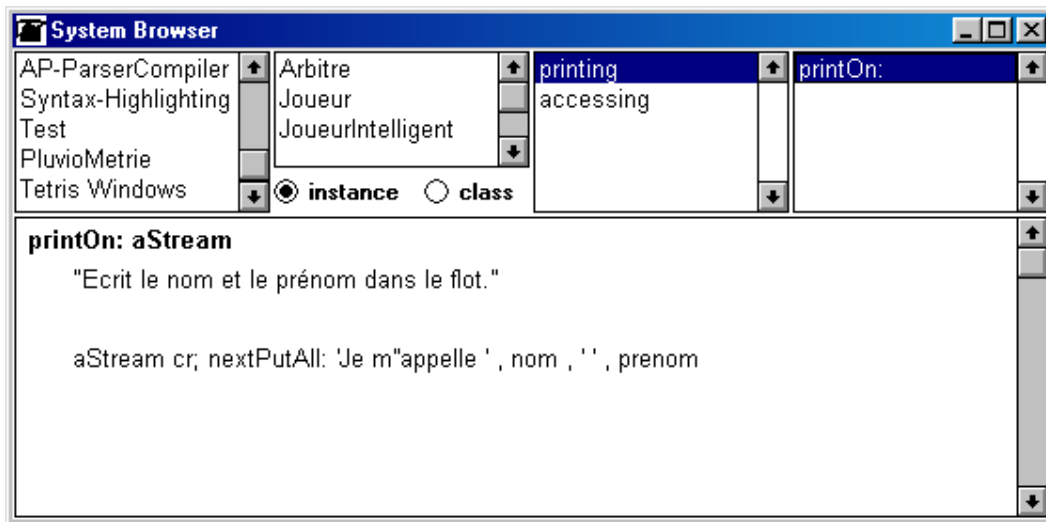 System Browser
AP-ParserCompiler
Syntax-Highlighting
Test
PluvioMetrie
Tetris Windows
Arbitre
Joueur
JoueurIntelligent
instance class
printing
accessing
printOn:
printOn: aStream
"Ecrit le nom et le prénom dans le flot."
aStream cr; nextPutAll: 'Je m''appelle ' , nom , ' ' , prenom